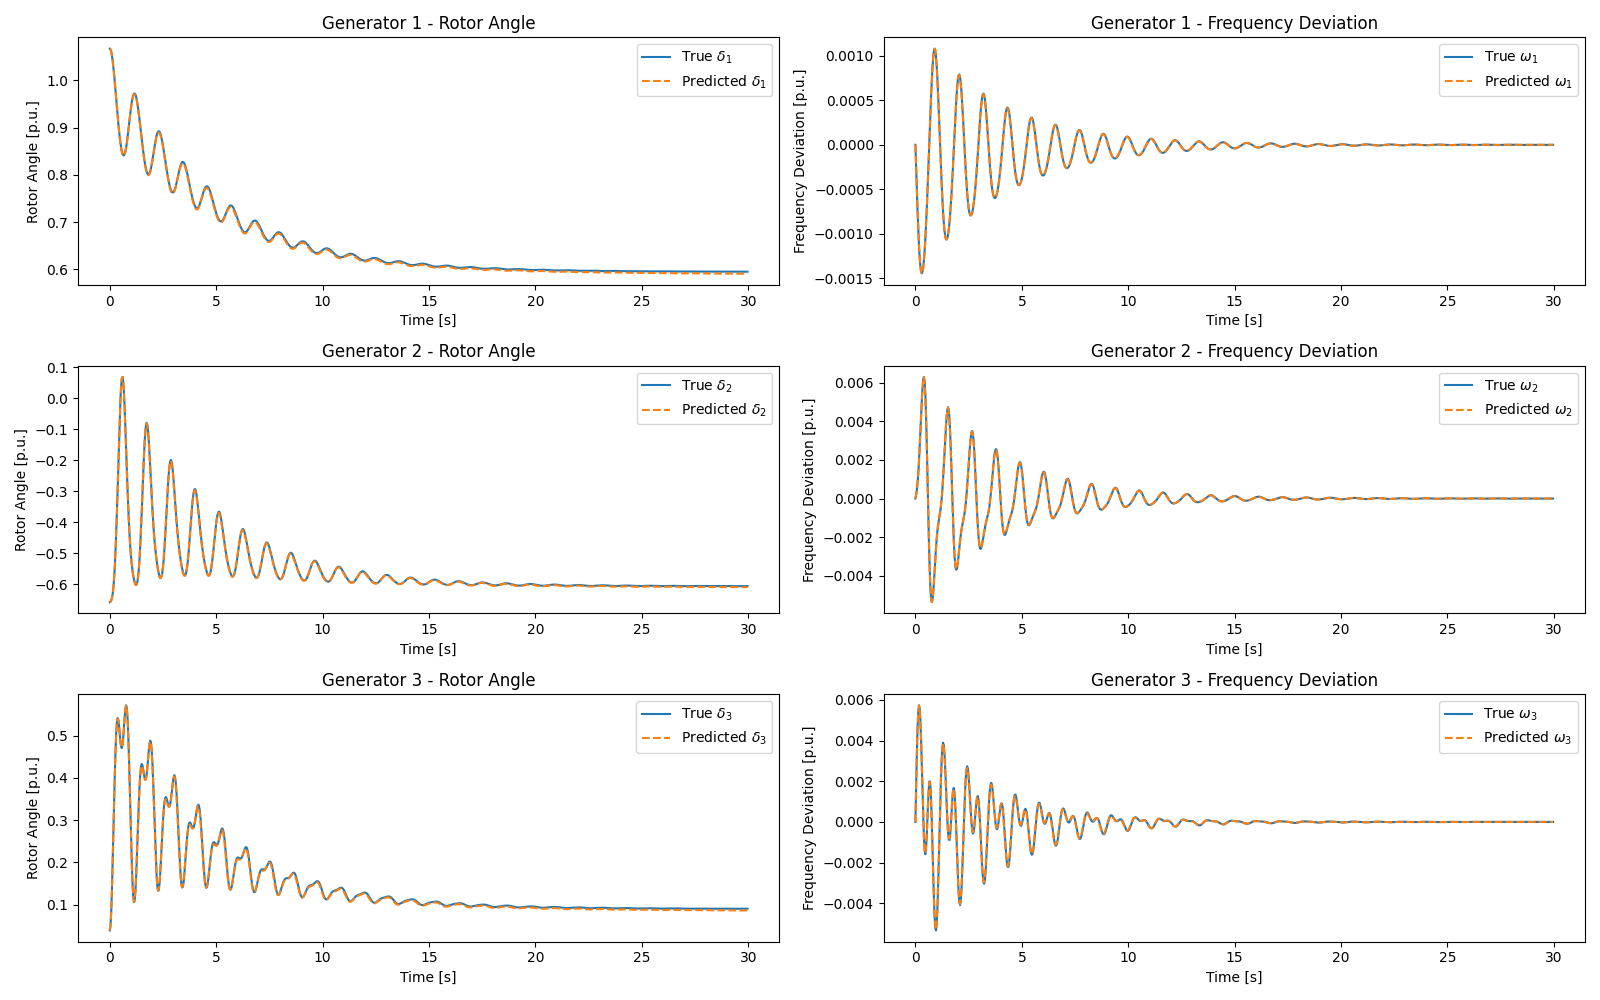 Generator 1 - Rotor Angle
Rotor Angle [p.u.]
1.0
0.9
0.8
0.7
0.6
True δ₁
Predicted δ₁
0 5 10 15 20 25 30
Time [s]
Generator 1 - Frequency Deviation
Frequency Deviation [p.u.]
0.0010
0.0005
0.0000
−0.0005
−0.0010
−0.0015
True ω₁
Predicted ω₁
0 5 10 15 20 25 30
Time [s]
Generator 2 - Rotor Angle
Rotor Angle [p.u.]
0.1
0.0
−0.1
−0.2
−0.3
−0.4
−0.5
−0.6
True δ₂
Predicted δ₂
0 5 10 15 20 25 30
Time [s]
Generator 2 - Frequency Deviation
Frequency Deviation [p.u.]
0.006
0.004
0.002
0.000
−0.002
−0.004
True ω₂
Predicted ω₂
0 5 10 15 20 25 30
Time [s]
Generator 3 - Rotor Angle
Rotor Angle [p.u.]
0.5
0.4
0.3
0.2
0.1
True δ₃
Predicted δ₃
0 5 10 15 20 25 30
Time [s]
Generator 3 - Frequency Deviation
Frequency Deviation [p.u.]
0.006
0.004
0.002
0.000
−0.002
−0.004
True ω₃
Predicted ω₃
0 5 10 15 20 25 30
Time [s]